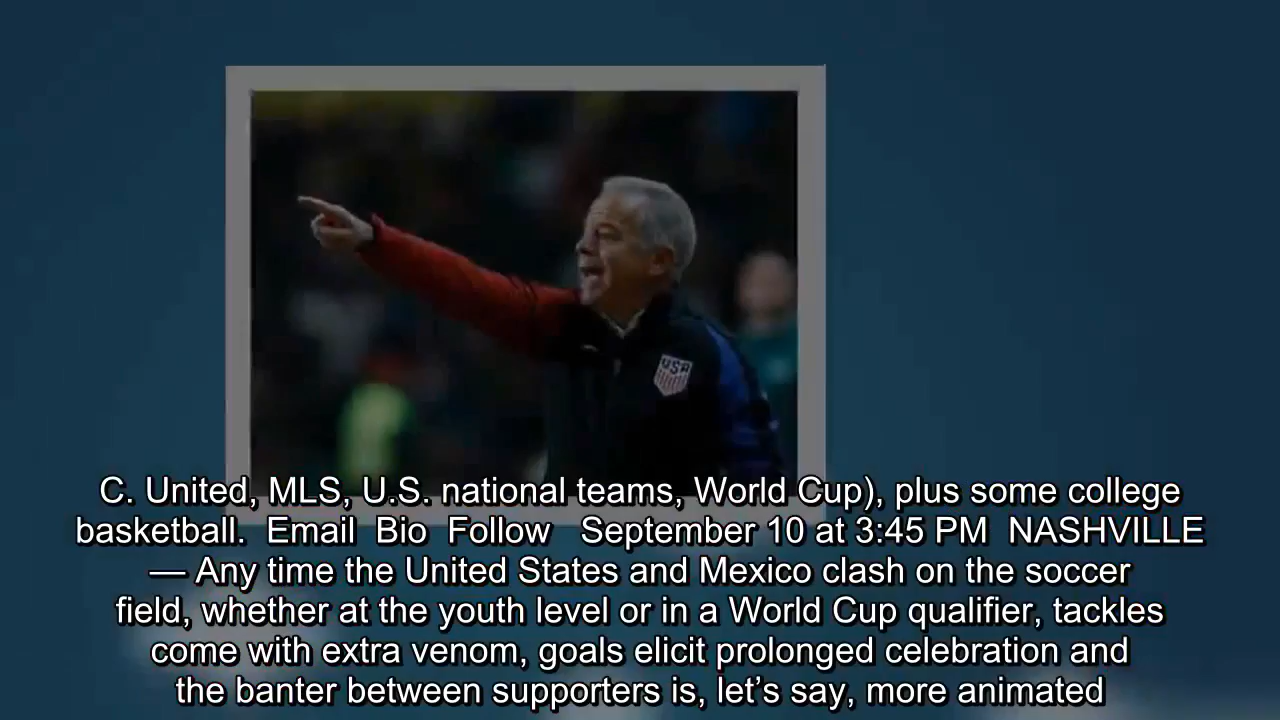 USA
C. United, MLS, U.S. national teams, World Cup), plus some college
basketball.  Email  Bio  Follow   September 10 at 3:45 PM  NASHVILLE
— Any time the United States and Mexico clash on the soccer
field, whether at the youth level or in a World Cup qualifier, tackles
come with extra venom, goals elicit prolonged celebration and
the banter between supporters is, let’s say, more animated